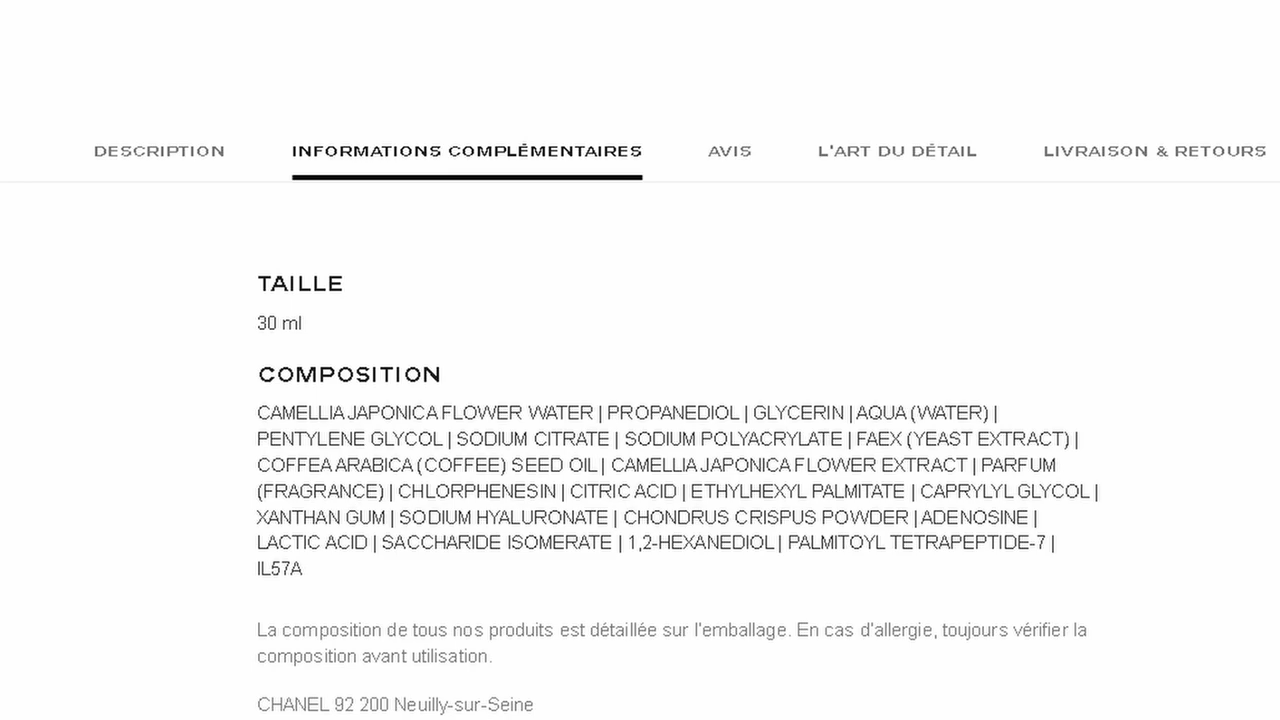 DESCRIPTION INFORMATIONS COMPLÉMENTAIRES AVIS L'ART DU DÉTAIL LIVRAISON & RETOURS
TAILLE
30 ml
COMPOSITION
CAMELLIA JAPONICA FLOWER WATER | PROPANEDIOL | GLYCERIN | AQUA (WATER) |
PENTYLENE GLYCOL | SODIUM CITRATE | SODIUM POLYACRYLATE | FAEX (YEAST EXTRACT) |
COFFEA ARABICA (COFFEE) SEED OIL | CAMELLIA JAPONICA FLOWER EXTRACT | PARFUM
(FRAGRANCE) | CHLORPHENESIN | CITRIC ACID | ETHYLHEXYL PALMITATE | CAPRYLYL GLYCOL |
XANTHAN GUM | SODIUM HYALURONATE | CHONDRUS CRISPUS POWDER | ADENOSINE |
LACTIC ACID | SACCHARIDE ISOMERATE | 1,2-HEXANEDIOL | PALMITOYL TETRAPEPTIDE-7 |
IL57A
La composition de tous nos produits est détaillée sur l'emballage. En cas d'allergie, toujours vérifier la
composition avant utilisation.
CHANEL 92 200 Neuilly-sur-Seine